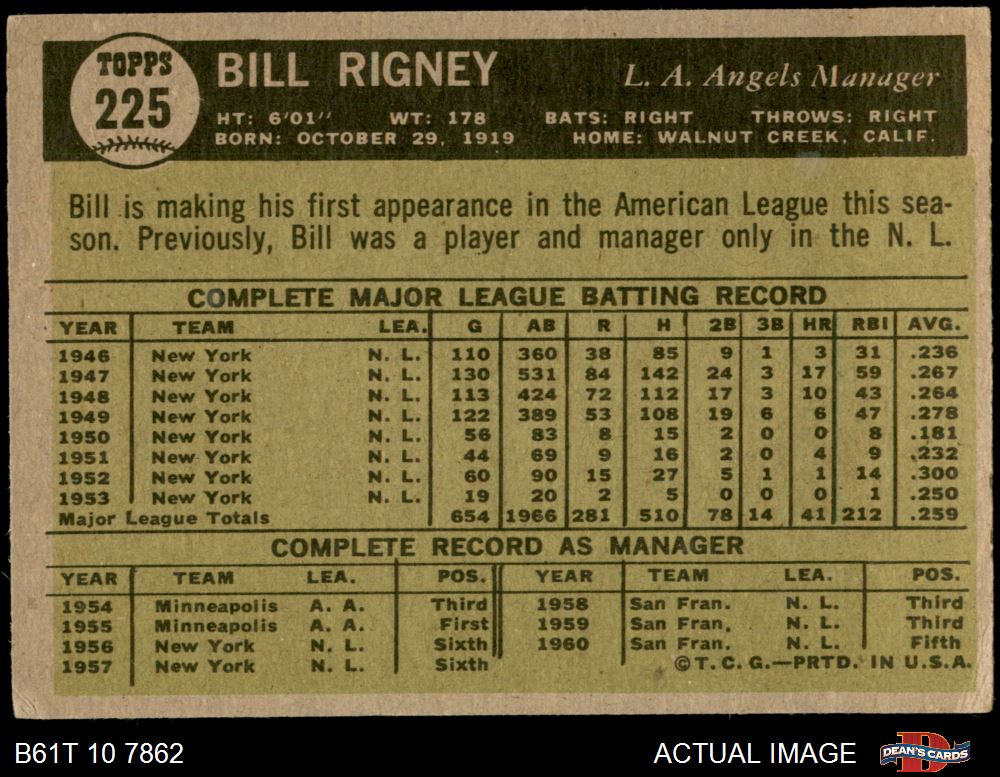 TOPPS
225
BILL RIGNEY
L. A. Angels Manager
HT: 6'01" WT: 178 BATS: RIGHT THROWS: RIGHT
BORN: OCTOBER 29, 1919 HOME: WALNUT CREEK, CALIF.
Bill is making his first appearance in the American League this sea-
son. Previously, Bill was a player and manager only in the N. L.
COMPLETE MAJOR LEAGUE BATTING RECORD
YEAR TEAM LEA. G AB R H 2B 3B HR RBI AVG.
1946 New York N. L. 110 360 38 85 9 1 3 31 .236
1947 New York N. L. 130 531 84 142 24 3 17 59 .267
1948 New York N. L. 113 424 72 112 17 3 10 43 .264
1949 New York N. L. 122 389 53 108 19 6 6 47 .278
1950 New York N. L. 56 83 8 15 2 0 0 8 .181
1951 New York N. L. 44 69 9 16 2 0 4 9 .232
1952 New York N. L. 60 90 15 27 5 1 1 14 .300
1953 New York N. L. 19 20 2 5 0 0 0 1 .250
Major League Totals 654 1966 281 510 78 14 41 212 .259
COMPLETE RECORD AS MANAGER
YEAR TEAM LEA. POS. YEAR TEAM LEA. POS.
1954 Minneapolis A. A. Third 1958 San Fran. N. L. Third
1955 Minneapolis A. A. First 1959 San Fran. N. L. Third
1956 New York N. L. Sixth 1960 San Fran. N. L. Fifth
1957 New York N. L. Sixth ©T. C. G.—PRTD. IN U.S.A.
B61T 10 7862 ACTUAL IMAGE DEAN'S CARDS